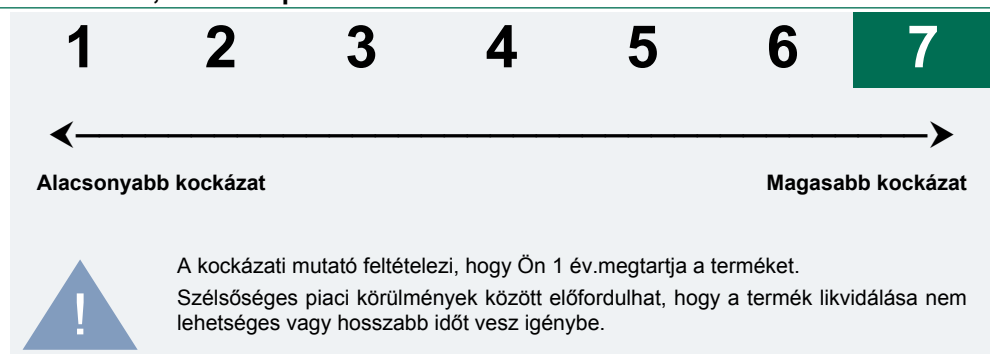 1 2 3 4 5 6 7
Alacsonyabb kockázat Magasabb kockázat
A kockázati mutató feltételezi, hogy Ön 1 év.megtartja a terméket.
Szélsőséges piaci körülmények között előfordulhat, hogy a termék likvidálása nem
lehetséges vagy hosszabb időt vesz igénybe.
!